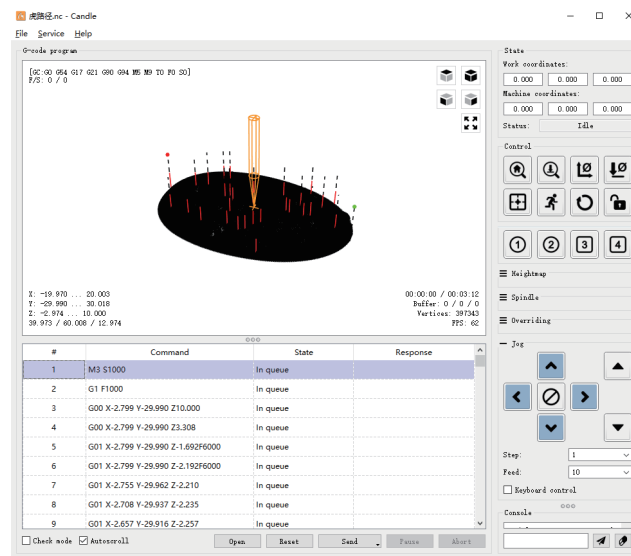 虎路径.nc - Candle
File Service Help
G-code program
[GC:G0 G54 G17 G21 G90 G94 M5 M9 T0 F0 S0]
F/S: 0 / 0
X: -19.970 ... 20.003
Y: -29.990 ... 30.018
Z: -2.974 ... 10.000
39.973 / 60.008 / 12.974
00:00:00 / 00:03:12
Buffer: 0 / 0 / 0
Vertices: 397343
FPS: 62
# Command State Response
1 M3 S1000 In queue
2 G1 F1000 In queue
3 G00 X-2.799 Y-29.990 Z10.000 In queue
4 G00 X-2.799 Y-29.990 Z3.308 In queue
5 G01 X-2.799 Y-29.990 Z-1.692F6000 In queue
6 G01 X-2.799 Y-29.990 Z-2.192F6000 In queue
7 G01 X-2.755 Y-29.962 Z-2.210 In queue
8 G01 X-2.708 Y-29.937 Z-2.235 In queue
9 G01 X-2.657 Y-29.916 Z-2.257 In queue
Check mode Autoscroll Open Reset Send Pause Abort
State
Work coordinates:
0.000 0.000 0.000
Machine coordinates:
0.000 0.000 0.000
Status: Idle
Control
1 2 3 4
Heightmap
Spindle
Overriding
Jog
Step: 1
Feed: 10
Keyboard control
Console